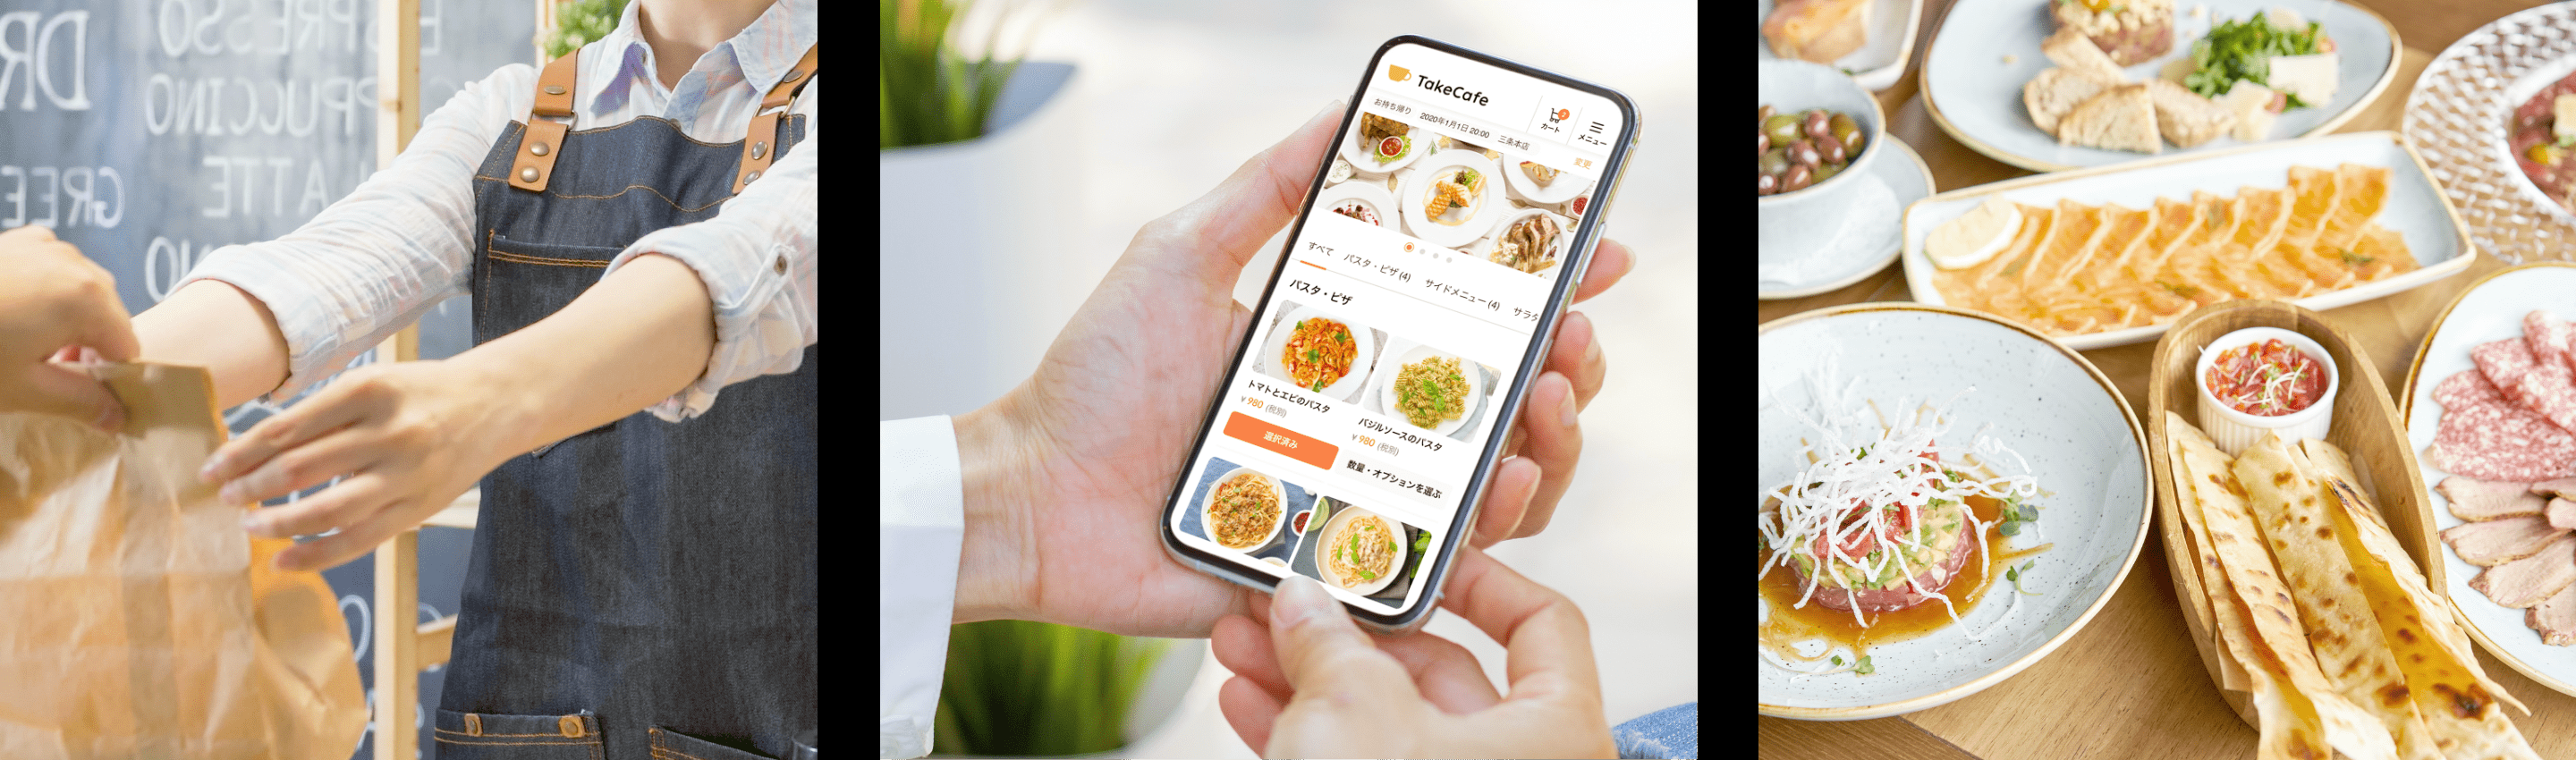 DR
ESPRESSO
PPUCCINO
LATTE
GREE
NO
TakeCafe
カート
メニュー
お持ち帰り 2020年1月1日 20:00 三条本店
変更
すべて パスタ・ピザ (4) サイドメニュー (4) サラダ
パスタ・ピザ
トマトとエビのパスタ
¥980 (税別)
選択済み
バジルソースのパスタ
¥980 (税別)
数量・オプションを選ぶ